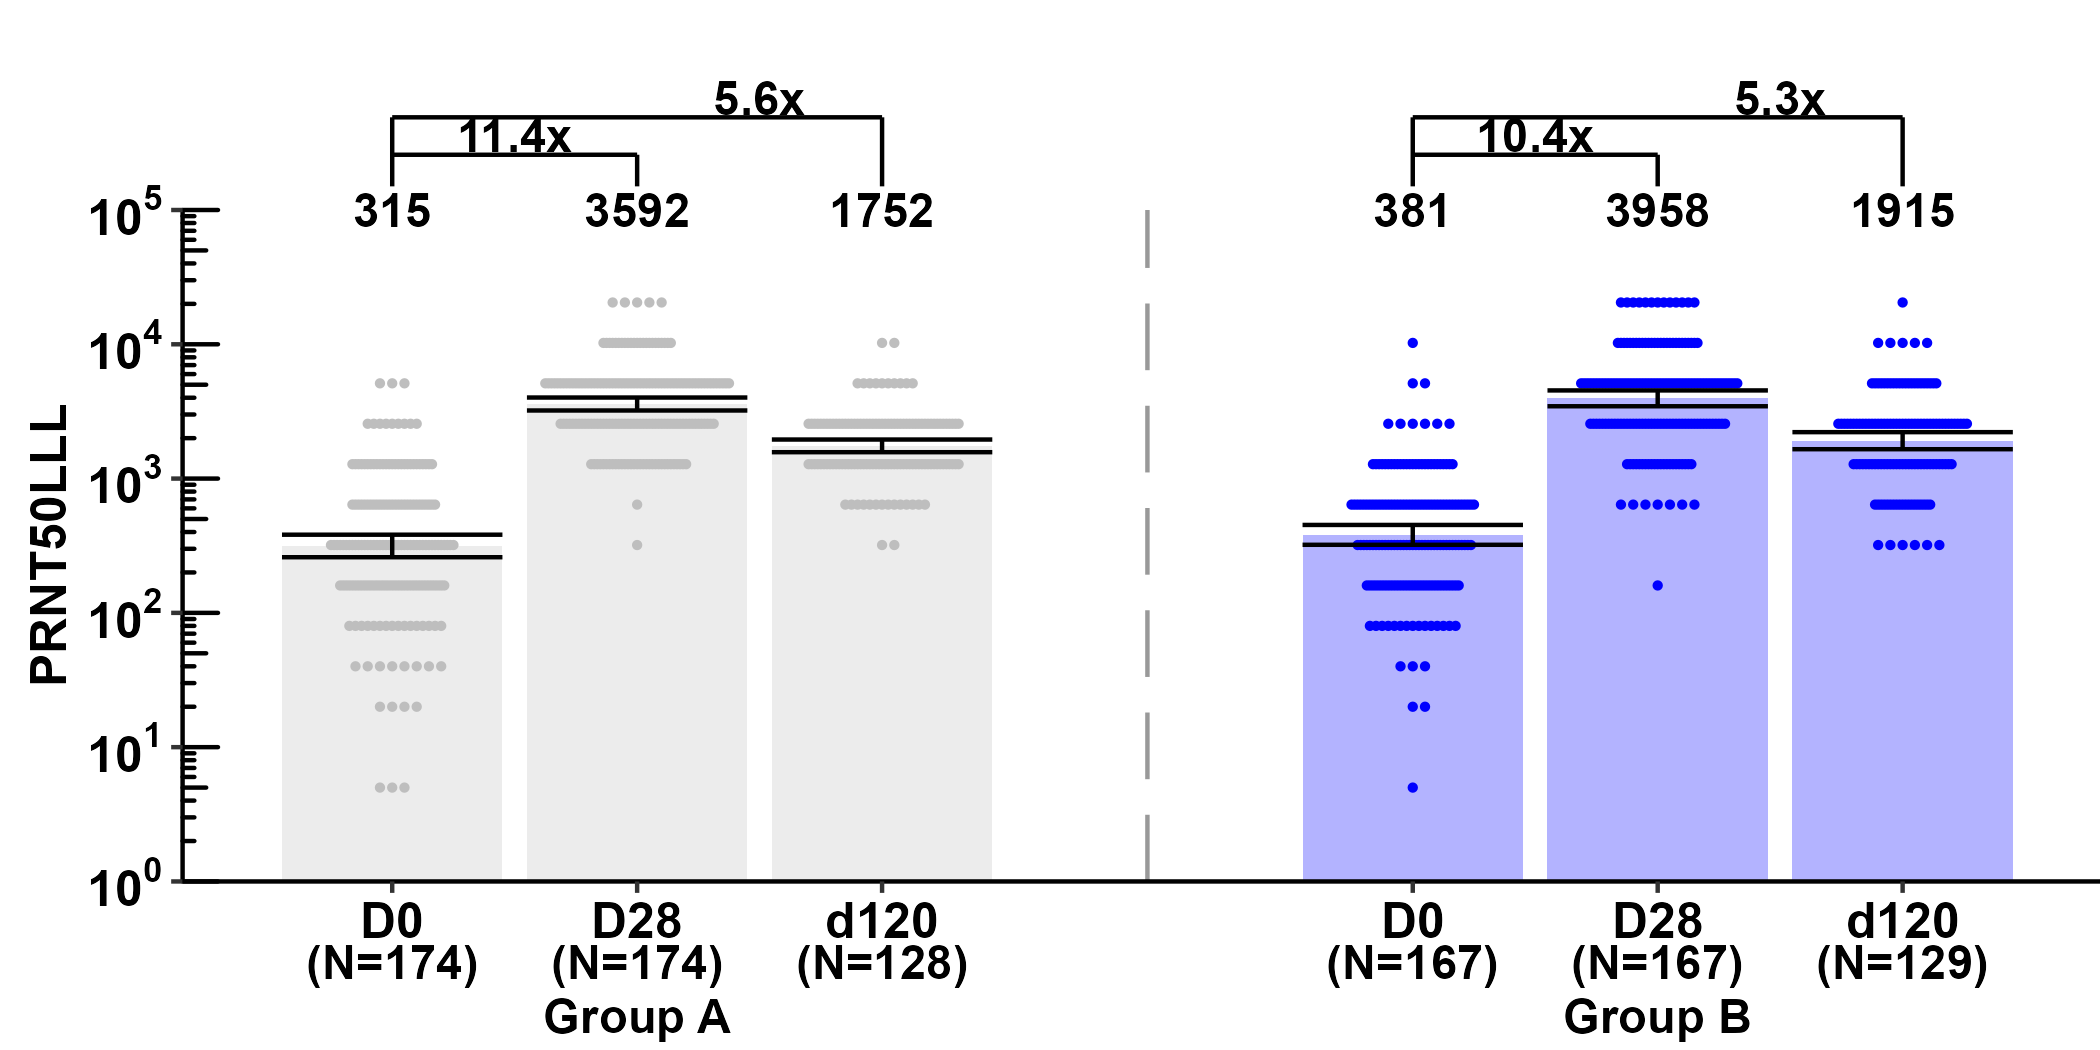 5.6x
11.4x
5.3x
10.4x
315
3592
1752
381
3958
1915
10^5
10^4
10^3
10^2
10^1
10^0
PRNT50LLL
D0
(N=174)
D28
(N=174)
d120
(N=128)
Group A
D0
(N=167)
D28
(N=167)
d120
(N=129)
Group B